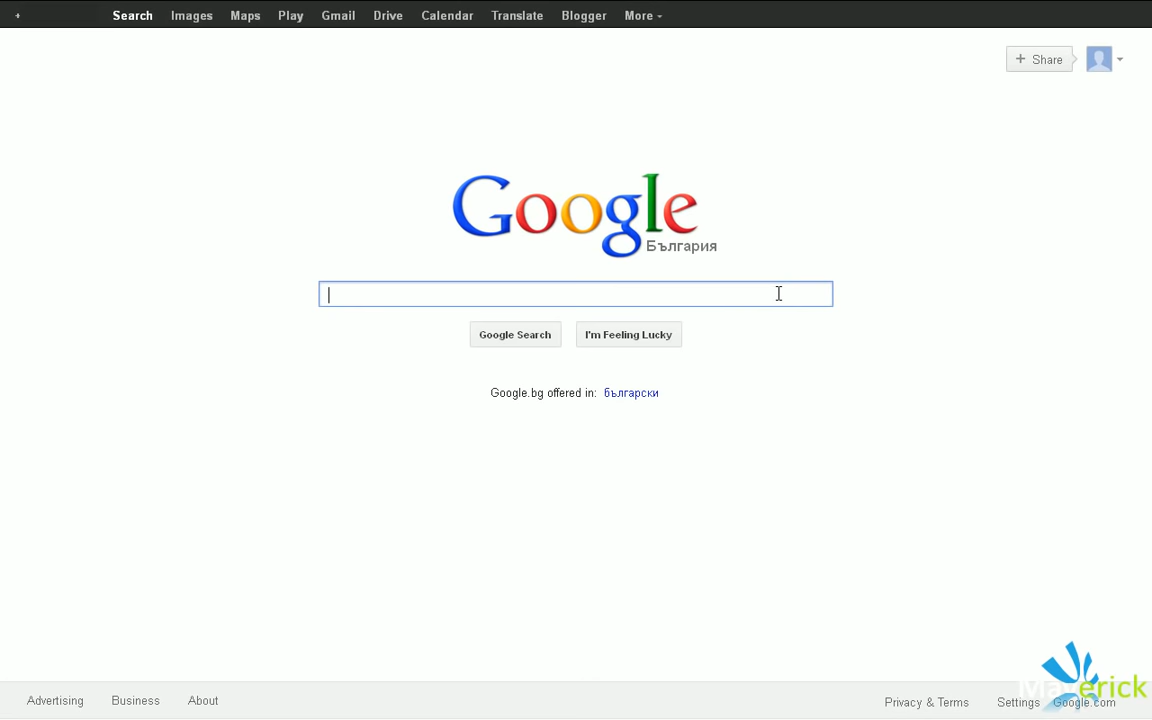 + Search Images Maps Play Gmail Drive Calendar Translate Blogger More
+ Share
Google
България
Google Search I'm Feeling Lucky
Google.bg offered in: български
Advertising Business About Privacy & Terms Settings Google.com
Maverick